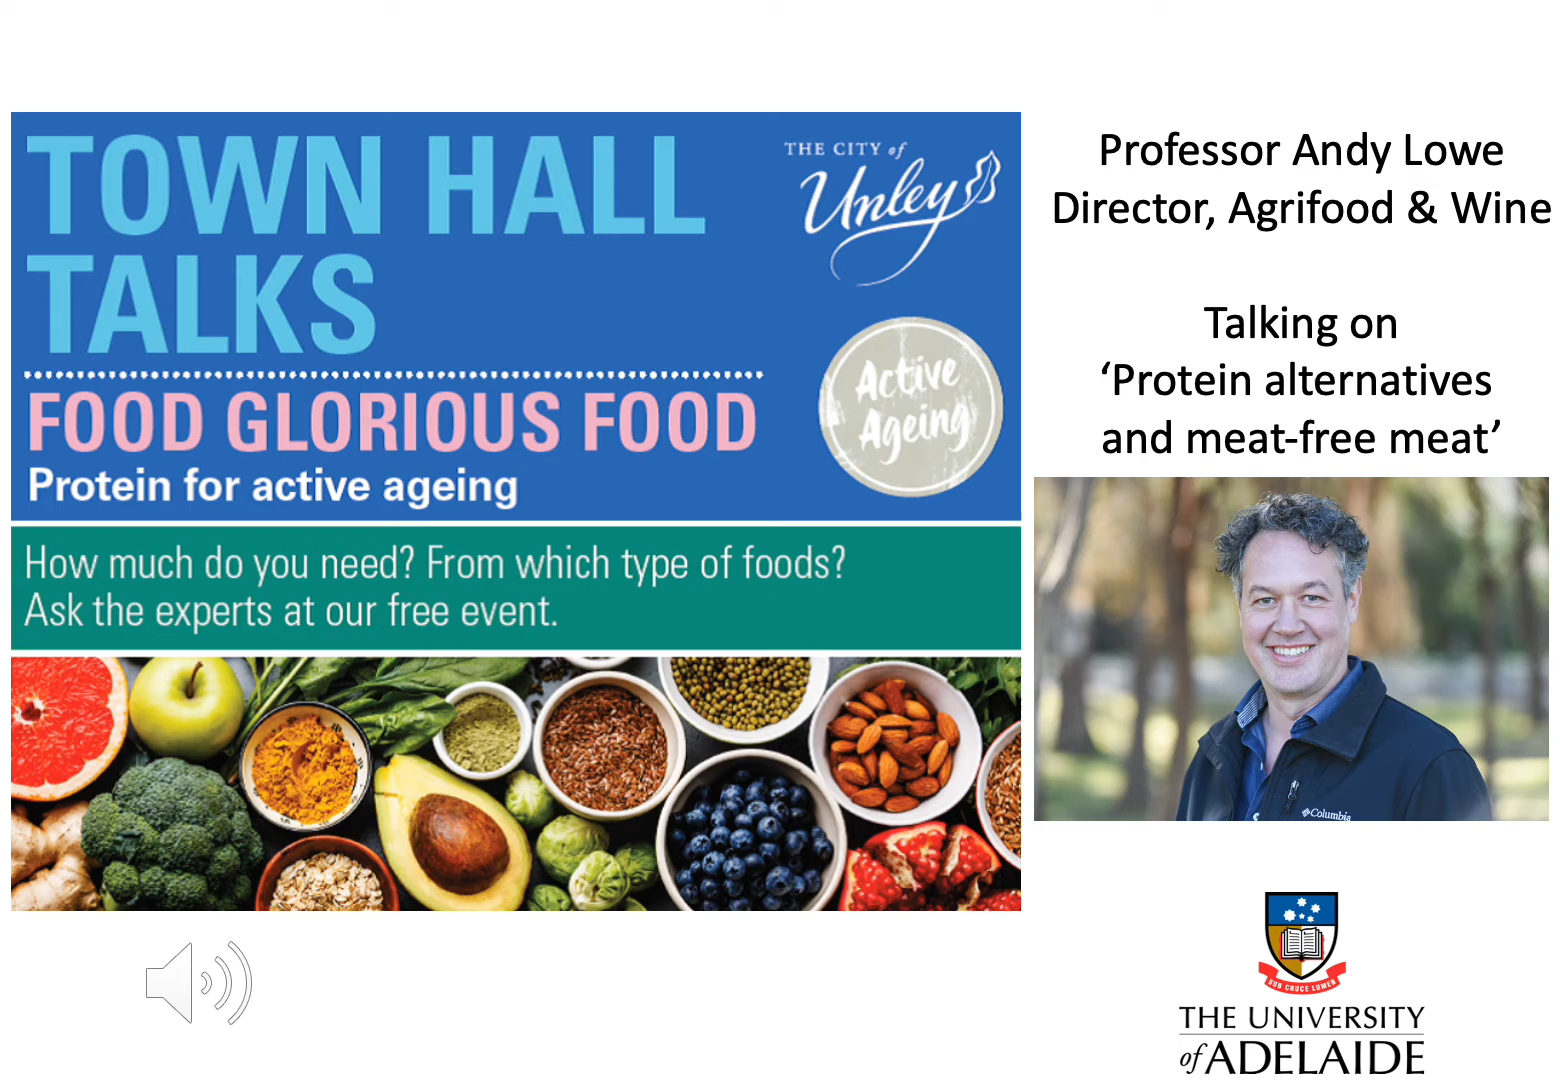 TOWN HALL
TALKS
FOOD GLORIOUS FOOD
Protein for active ageing
THE CITY of
Unley
Active
Ageing
How much do you need? From which type of foods?
Ask the experts at our free event.
Professor Andy Lowe
Director, Agrifood & Wine
Talking on
‘Protein alternatives
and meat-free meat’
Columbia
SUB CRUCE LUMEN
THE UNIVERSITY
of ADELAIDE